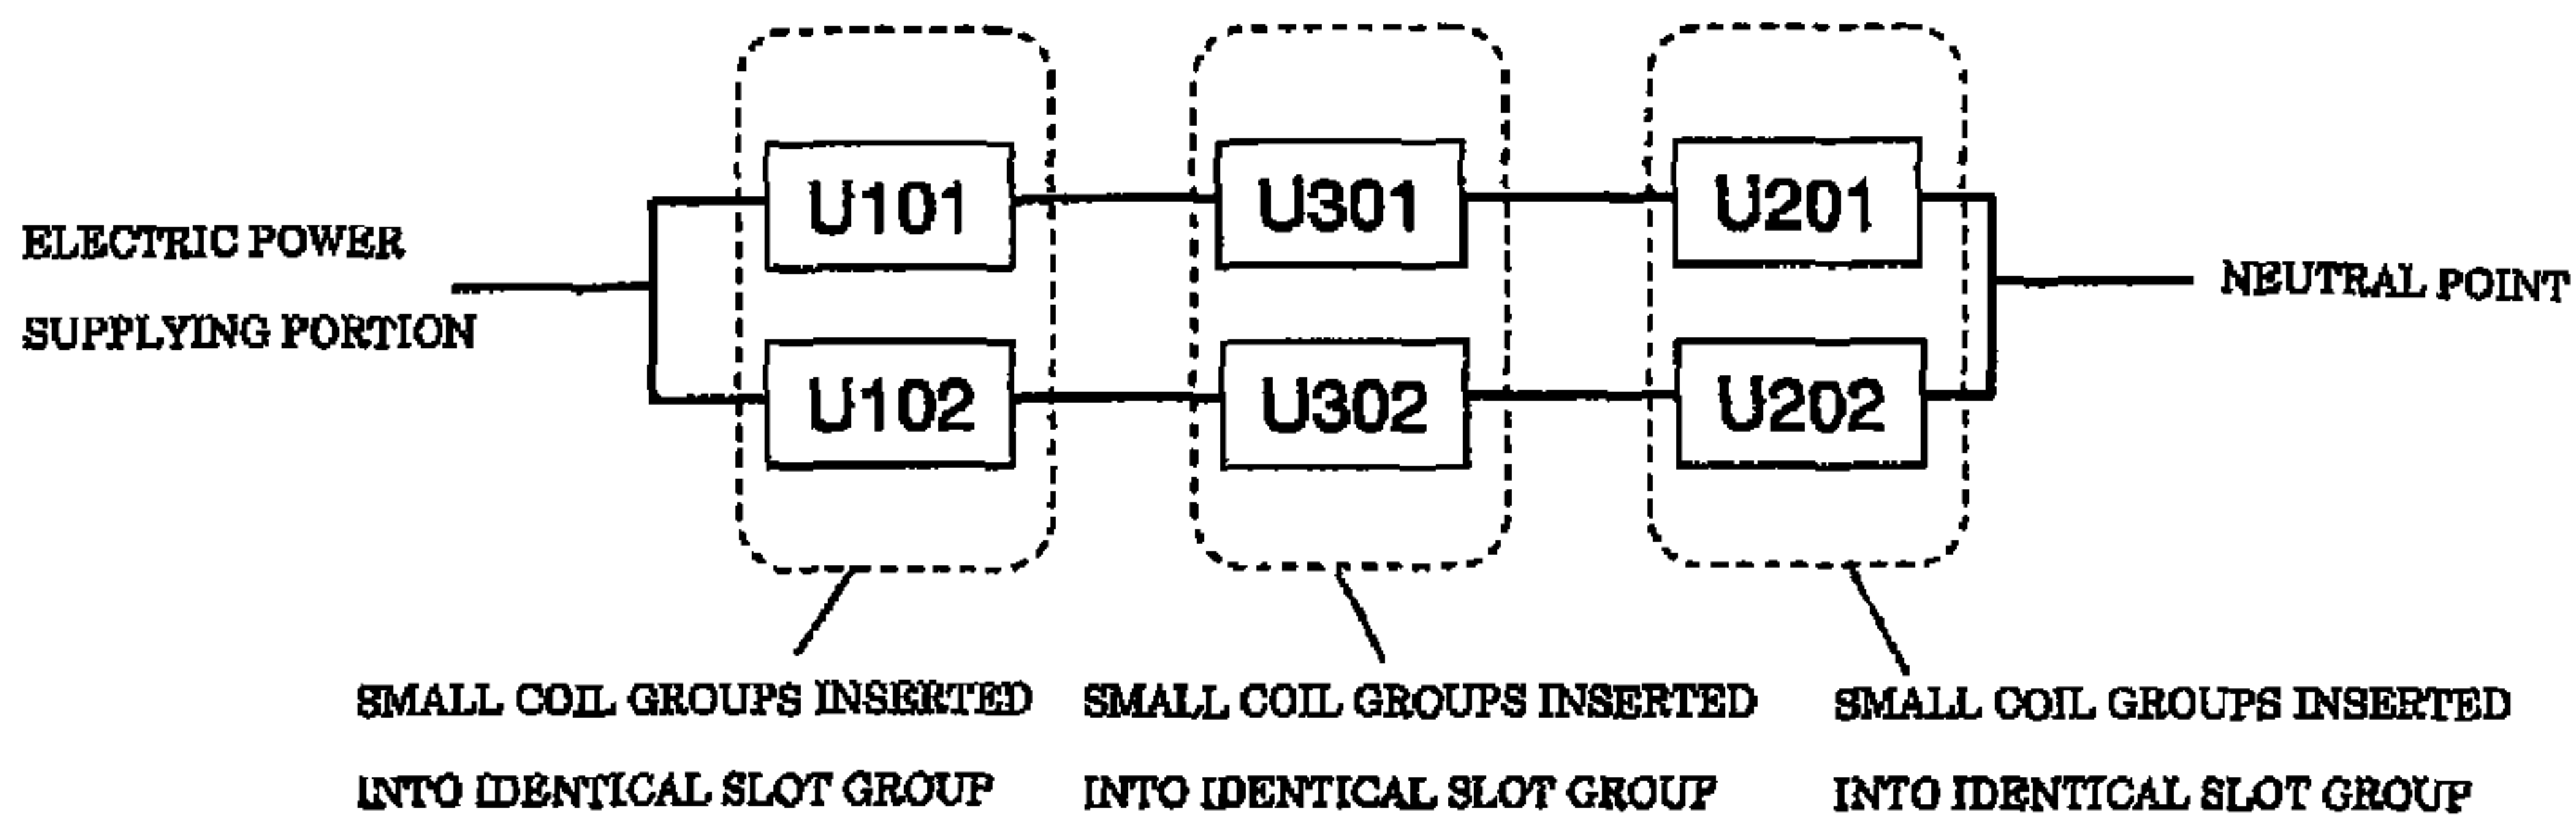 U101
U301
U201
ELECTRIC POWER
SUPPLYING PORTION
NEUTRAL POINT
U102
U302
U202
SMALL COIL GROUPS INSERTED
INTO IDENTICAL SLOT GROUP
SMALL COIL GROUPS INSERTED
INTO IDENTICAL SLOT GROUP
SMALL COIL GROUPS INSERTED
INTO IDENTICAL SLOT GROUP